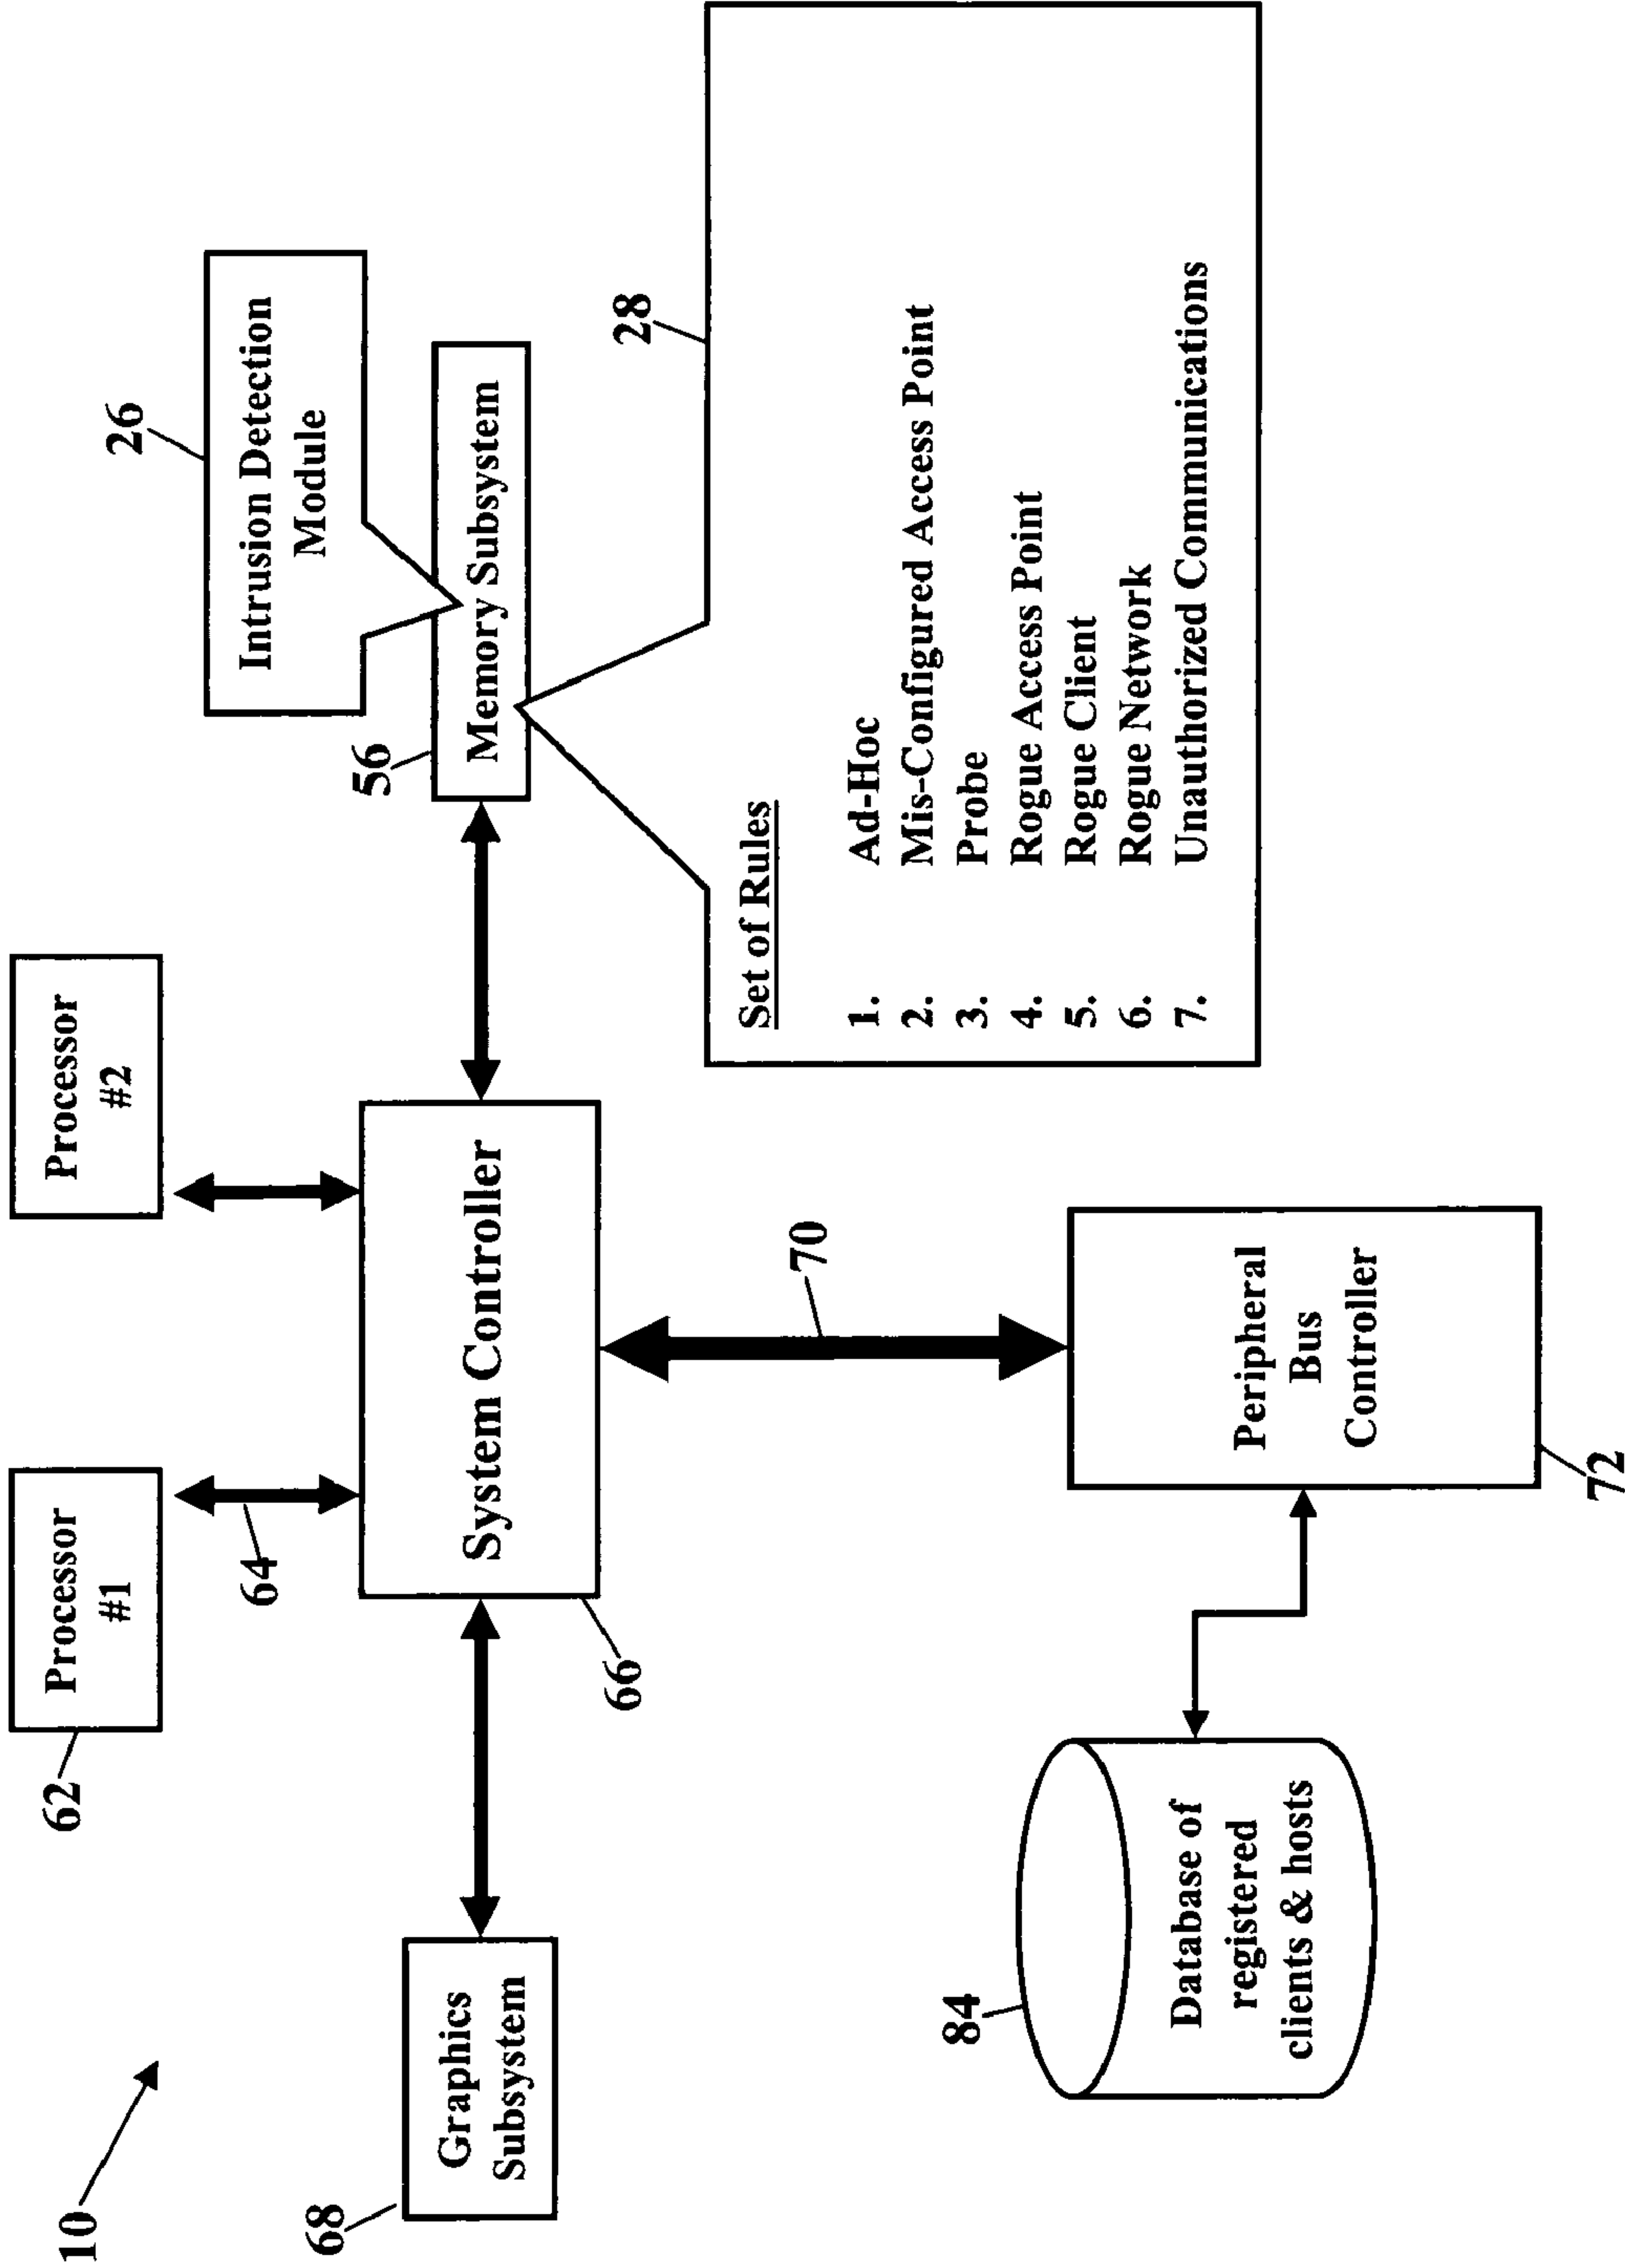 10
62
Processor
#1
64
Processor
#2
26
Intrusion Detection
Module
68
Graphics
Subsystem
System Controller
66
56
Memory Subsystem
70
28
Set of Rules
1. Ad-Hoc
2. Mis-Configured Access Point
3. Probe
4. Rogue Access Point
5. Rogue Client
6. Rogue Network
7. Unauthorized Communications
84
Database of
registered
clients & hosts
Peripheral
Bus
Controller
72